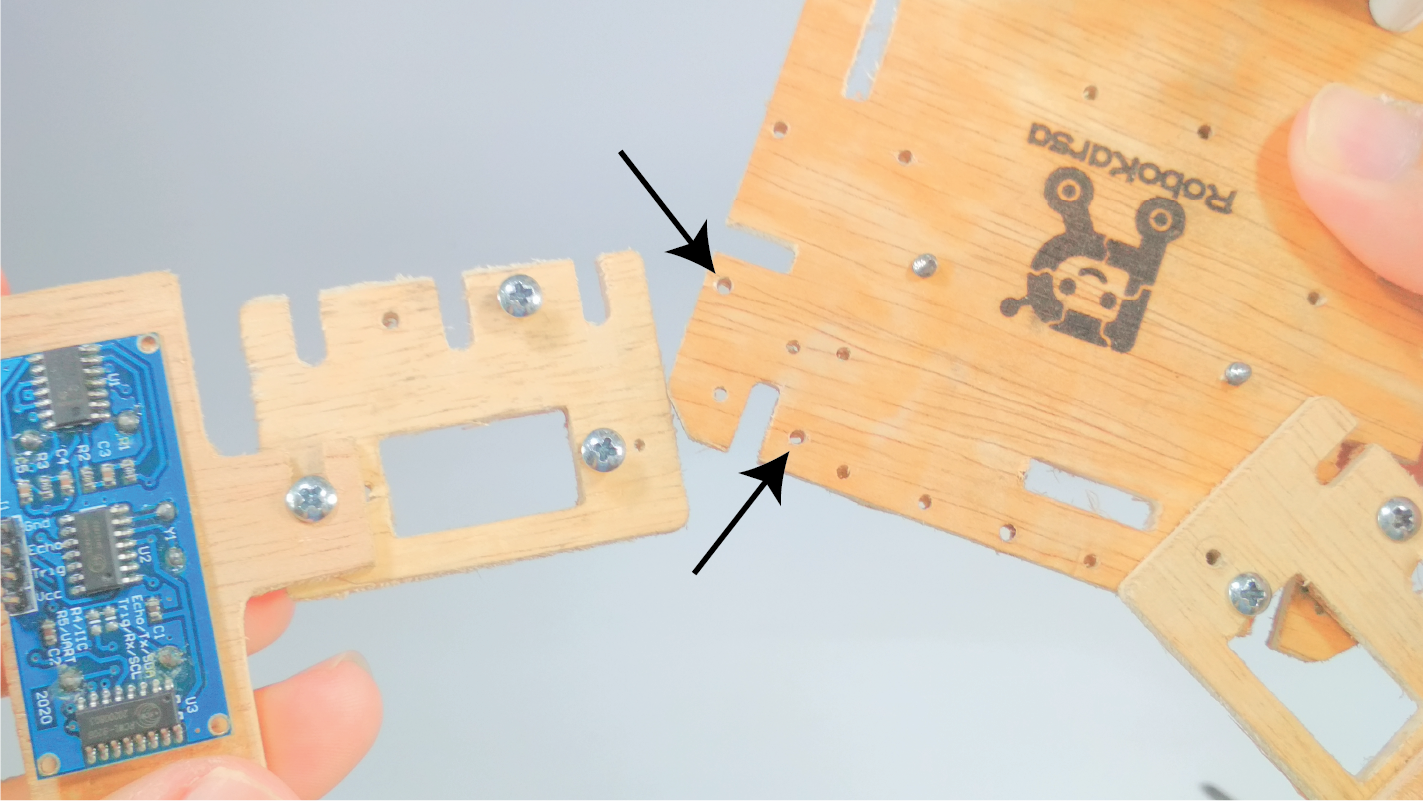 RoboKarsa
U1
R1
C3
R2
C4
R3
C5
Gnd
Echo
Trig
Vcc
Y1
U2
Echo/Tx/SDA
Trig/Rx/SCL
C1
R4/IIC
R5/UART
C2
U3
2020